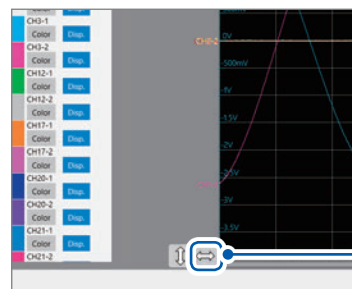 Color Disp.
CH3-1
Color Disp.
CH3-2
Color Disp.
CH12-1
Color Disp.
CH12-2
Color Disp.
CH17-1
Color Disp.
CH17-2
Color Disp.
CH20-1
Color Disp.
CH20-2
Color Disp.
CH21-1
Color Disp.
CH21-2
0V
-500mV
-1V
-1.5V
-2V
-2.5V
-3V
-3.5V